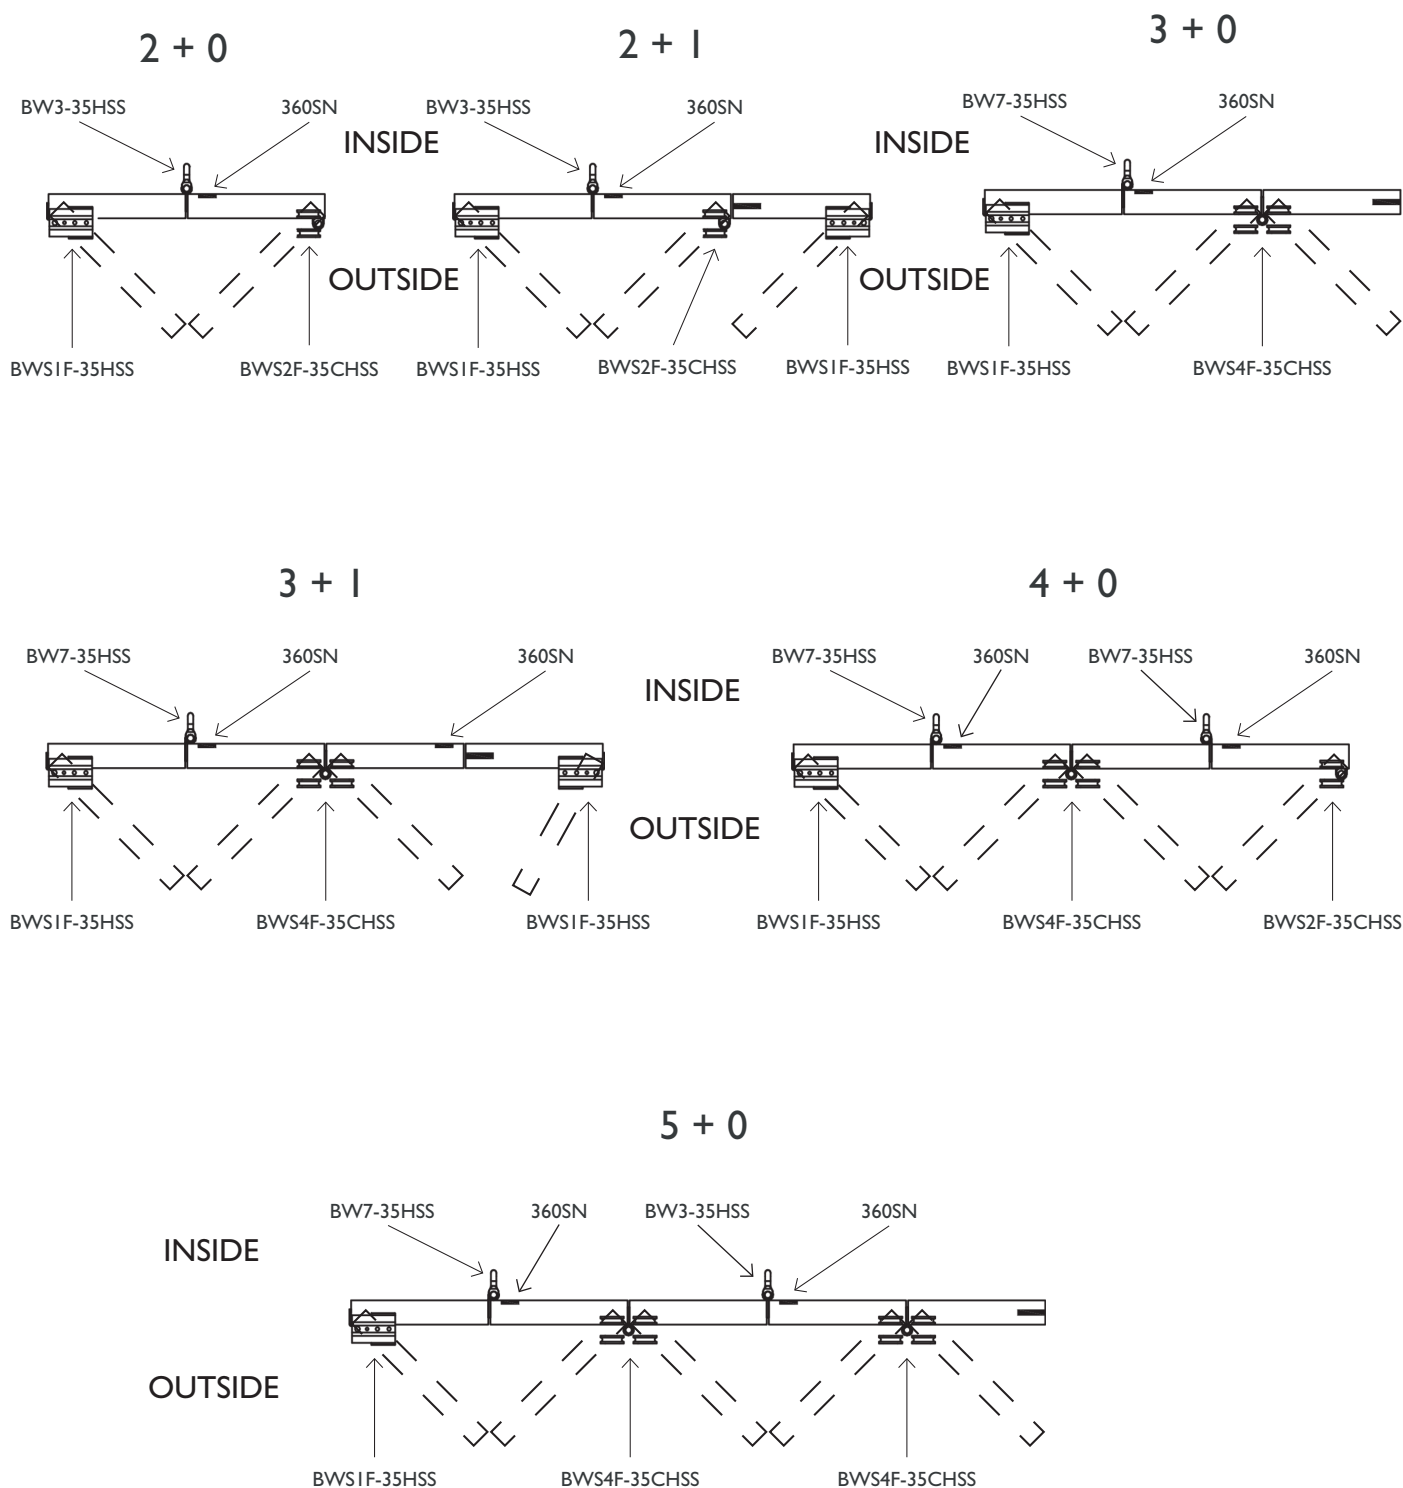 2 + 0
2 + 1
3 + 0
BW3-35HSS
360SN
BW3-35HSS
360SN
BW7-35HSS
360SN
INSIDE
INSIDE
OUTSIDE
OUTSIDE
BWS1F-35HSS
BWS2F-35CHSS
BWS1F-35HSS
BWS2F-35CHSS
BWS1F-35HSS
BWS1F-35HSS
BWS4F-35CHSS
3 + 1
4 + 0
BW7-35HSS
360SN
360SN
BW7-35HSS
360SN
BW7-35HSS
360SN
INSIDE
OUTSIDE
BWS1F-35HSS
BWS4F-35CHSS
BWS1F-35HSS
BWS1F-35HSS
BWS4F-35CHSS
BWS2F-35CHSS
5 + 0
BW7-35HSS
360SN
BW3-35HSS
360SN
INSIDE
OUTSIDE
BWS1F-35HSS
BWS4F-35CHSS
BWS4F-35CHSS